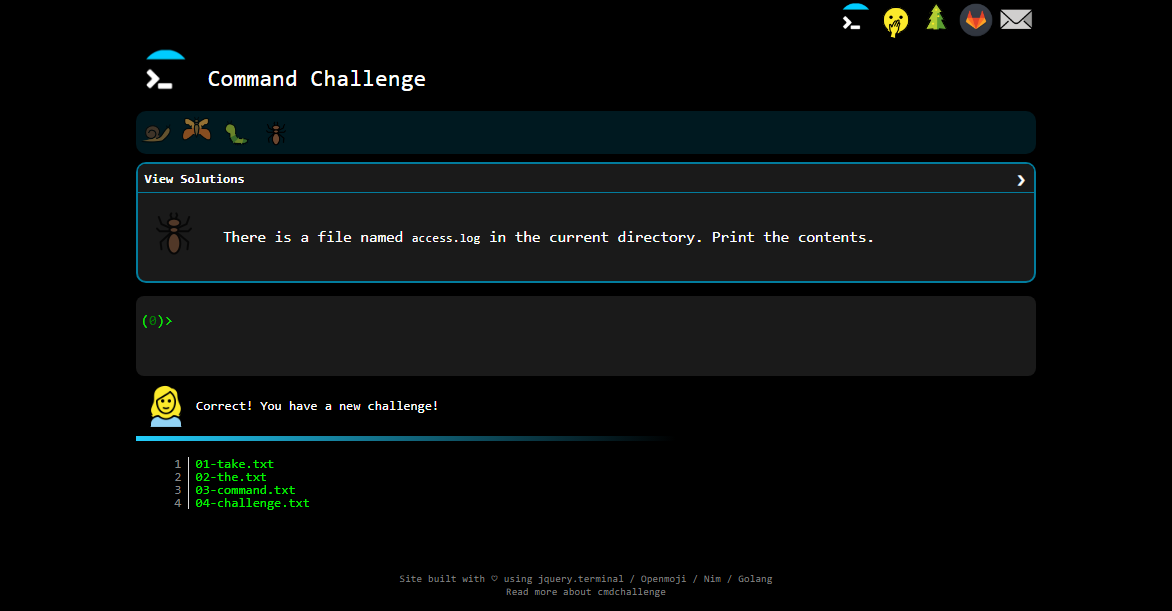 Command Challenge
View Solutions
There is a file named access.log in the current directory. Print the contents.
(0)>
Correct! You have a new challenge!
1 01-take.txt
2 02-the.txt
3 03-command.txt
4 04-challenge.txt
Site built with ♡ using jquery.terminal / Openmoji / Nim / Golang
Read more about cmdchallenge